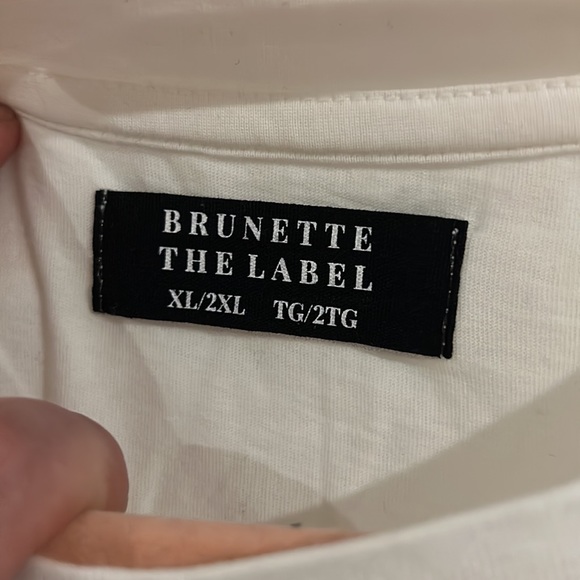 BRUNETTE
THE LABEL
XL/2XL TG/2TG